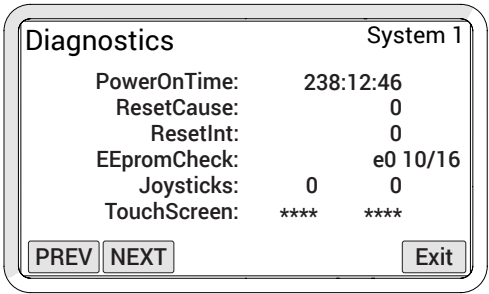 Diagnostics System 1
PowerOnTime: 238:12:46
ResetCause: 0
ResetInt: 0
EEpromCheck: e0 10/16
Joysticks: 0 0
TouchScreen: **** ****
PREV NEXT Exit